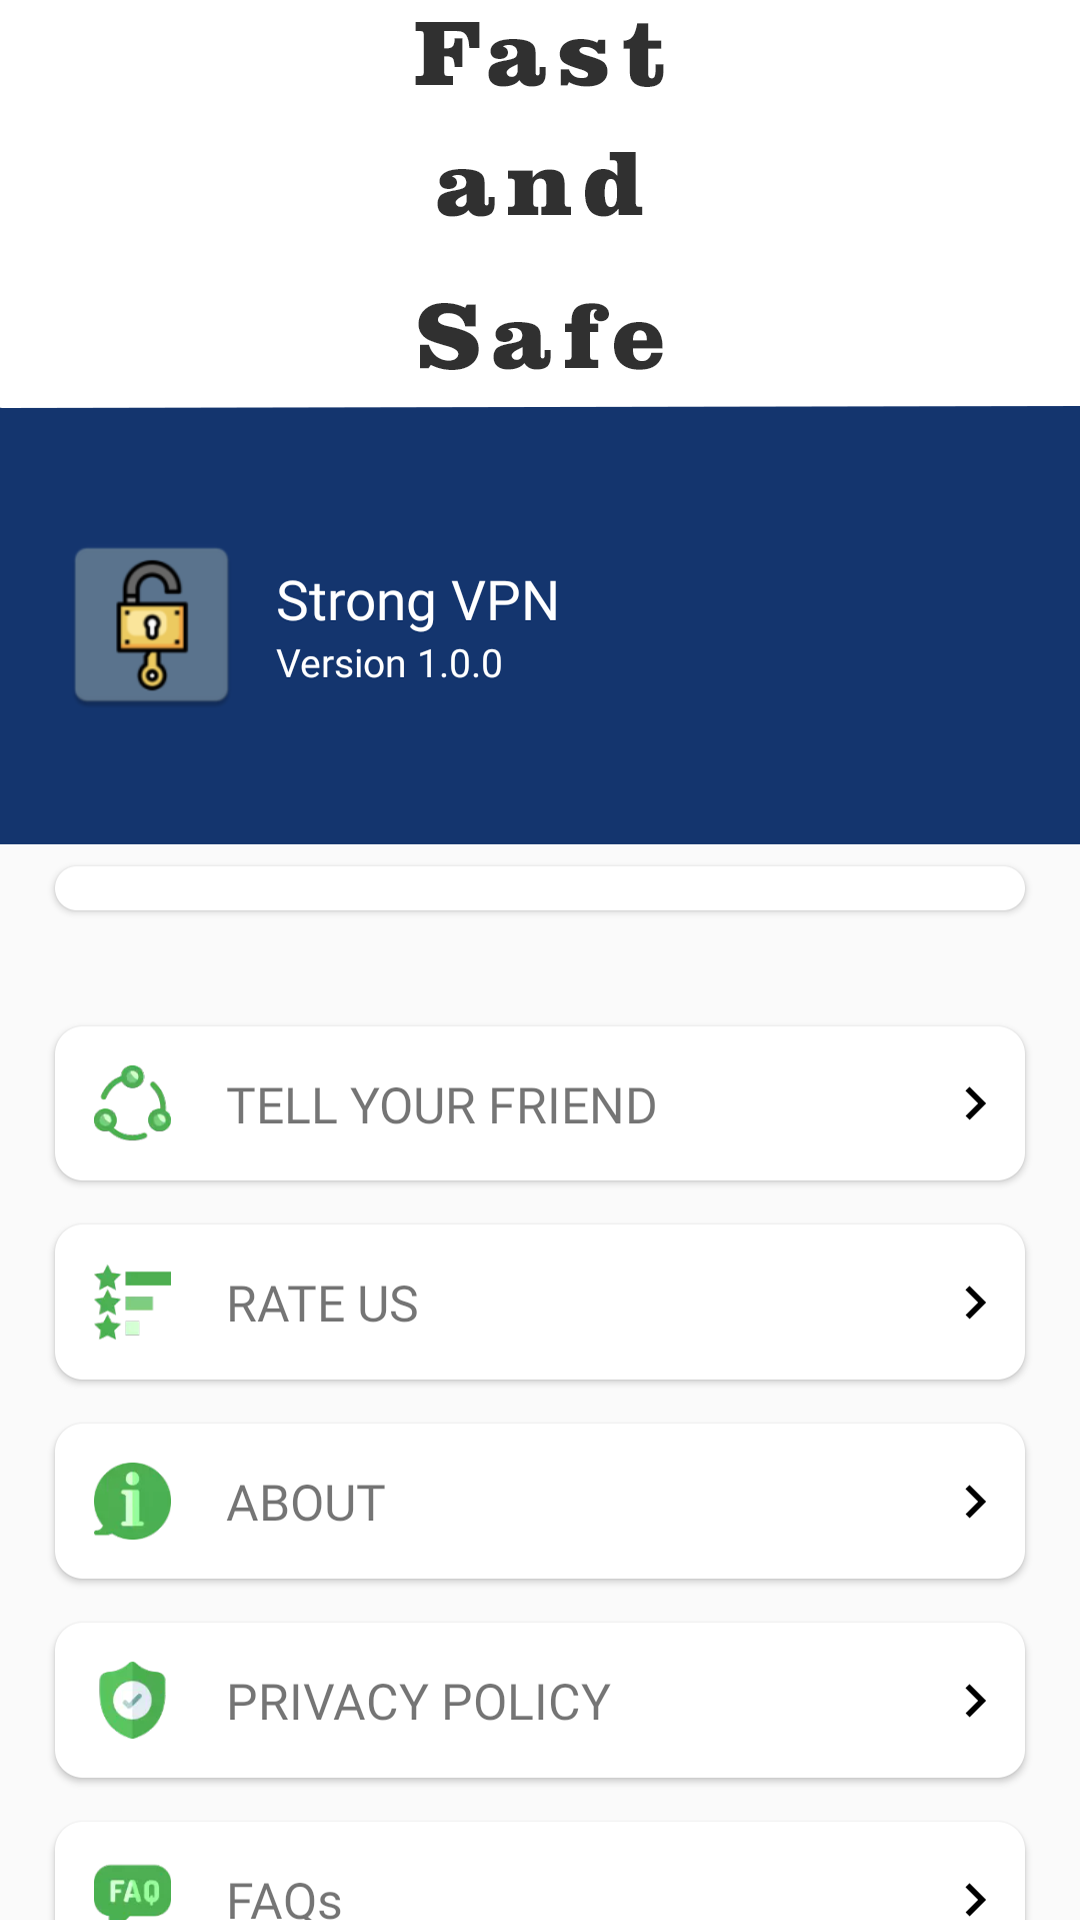 Fast
and
Safe
Strong VPN
Version 1.0.0
TELL YOUR FRIEND
RATE US
ABOUT
PRIVACY POLICY
FAQ
FAQs